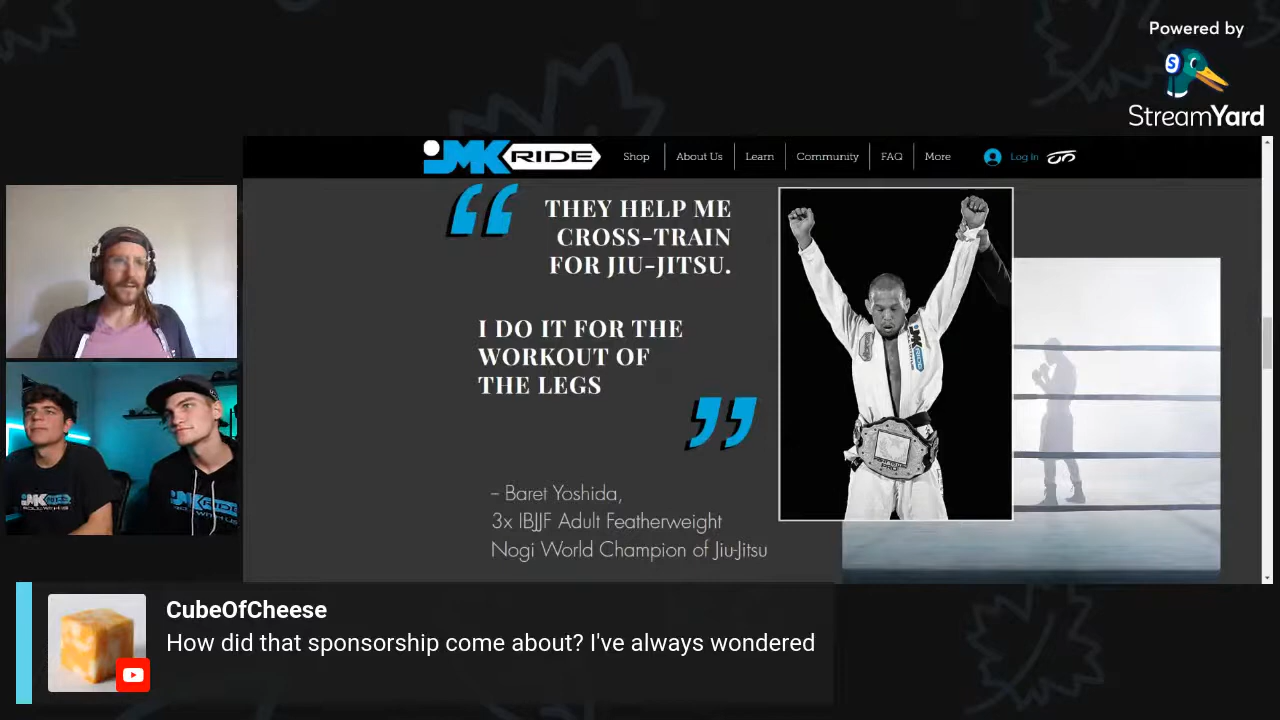 Powered by
StreamYard
JMK RIDE
Shop
About Us
Learn
Community
FAQ
More
Log In
“ THEY HELP ME
CROSS-TRAIN
FOR JIU-JITSU.
I DO IT FOR THE
WORKOUT OF
THE LEGS ”
– Baret Yoshida,
3x IBJJF Adult Featherweight
Nogi World Champion of Jiu-Jitsu
CubeOfCheese
How did that sponsorship come about? I've always wondered